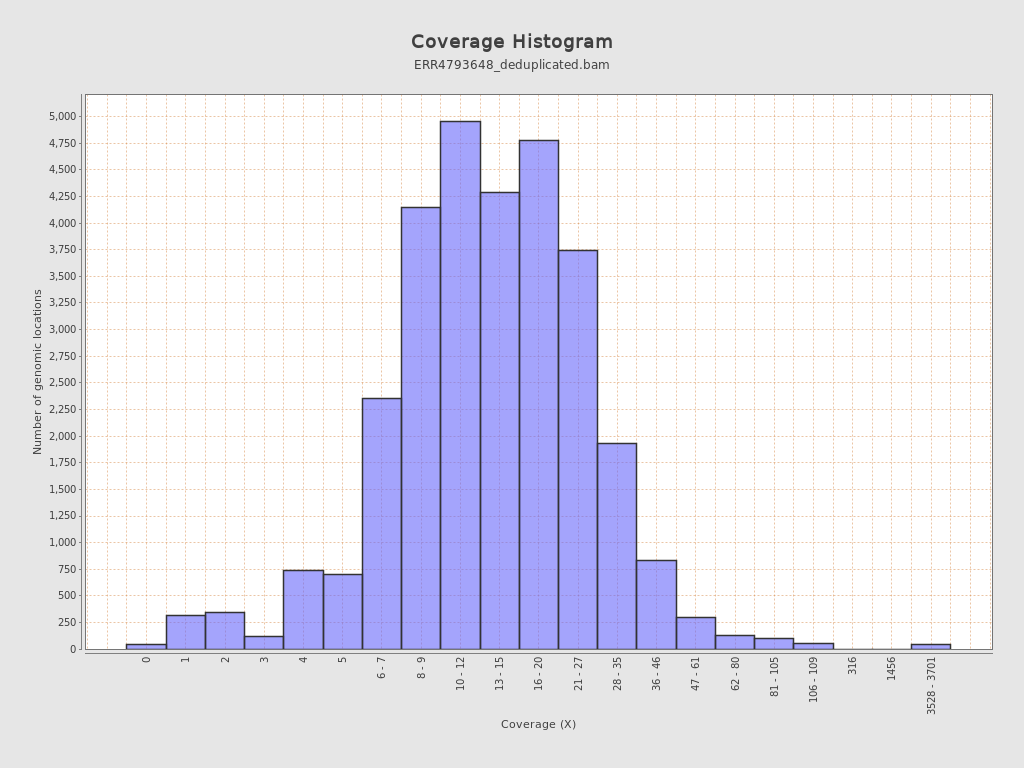 Coverage Histogram
ERR4793648_deduplicated.bam
Number of genomic locations
5,000
4,750
4,500
4,250
4,000
3,750
3,500
3,250
3,000
2,750
2,500
2,250
2,000
1,750
1,500
1,250
1,000
750
500
250
0
0
1
2
3
4
5
6 - 7
8 - 9
10 - 12
13 - 15
16 - 20
21 - 27
28 - 35
36 - 46
47 - 61
62 - 80
81 - 105
106 - 109
316
1456
3528 - 3701
Coverage (X)